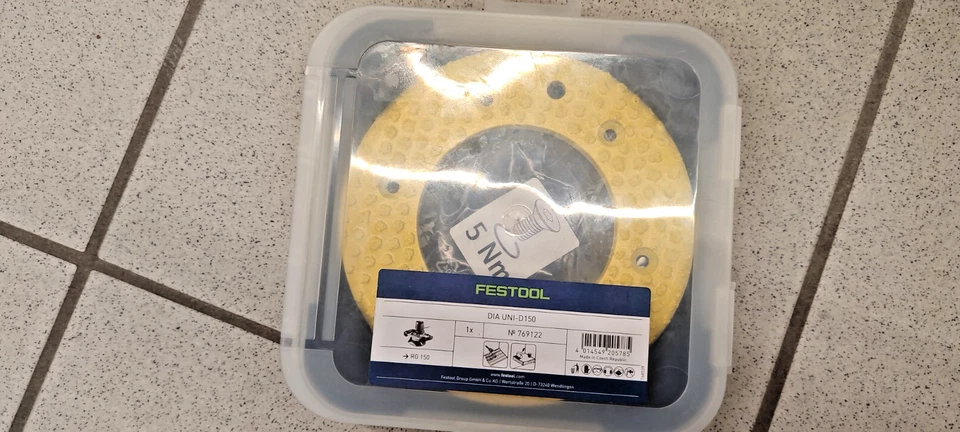 5 Nm
FESTOOL
DIA UNI-D150
1x
№ 769122
→ RG 150
4 014549 205785
Made in Czech Republic
www.festool.com
Festool Group GmbH & Co. KG | Wertstraße 20 | D-73240 Wendlingen